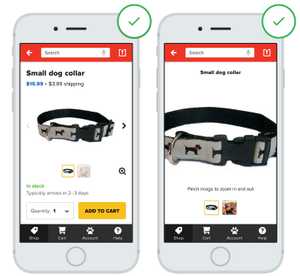 Search
Small dog collar
$16.99 + $3.99 shipping
In stock
Typically arrives in 2-3 days
Quantity 1
ADD TO CART
Shop
Cart
Account
Help
Search
Small dog collar
Pinch image to zoom in and out
Shop
Cart
Account
Help